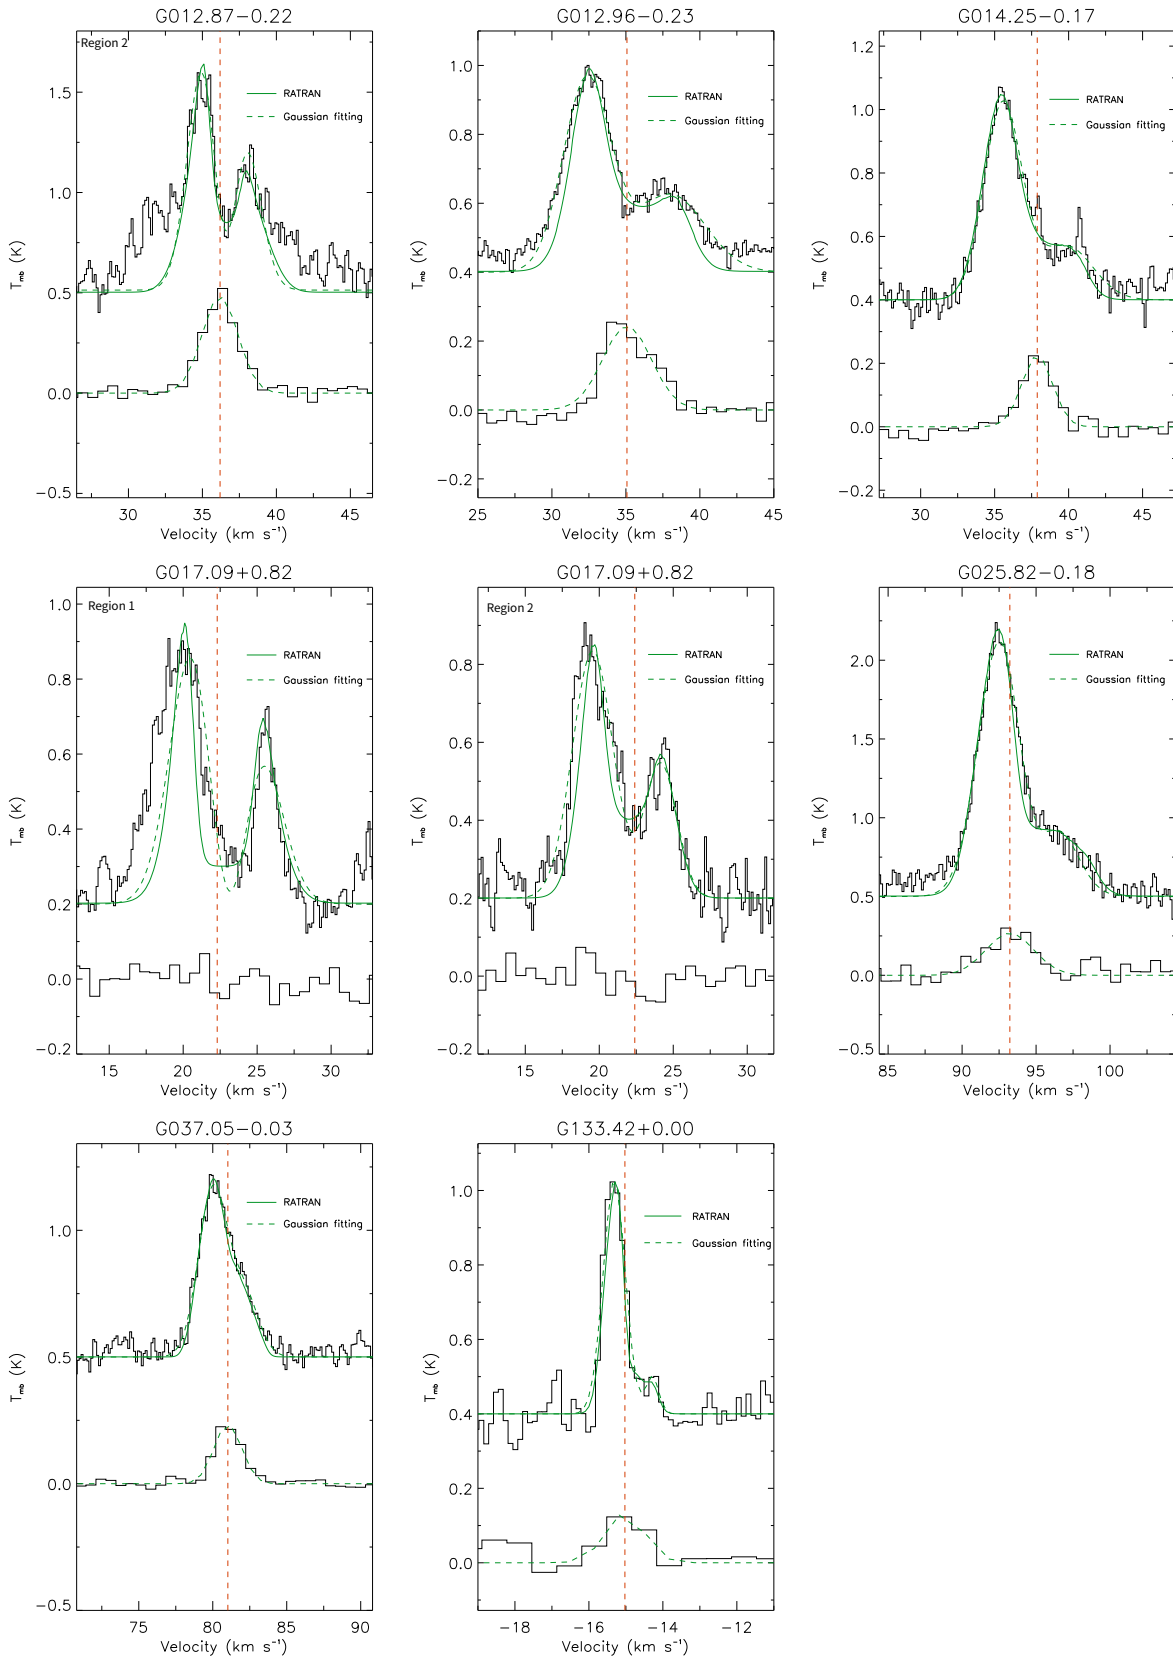 G012.87−0.22
Region 2
RATRAN
Gaussian fitting
1.5
1.0
0.5
0.0
−0.5
T_mb (K)
30 35 40 45
Velocity (km s⁻¹)
G012.96−0.23
RATRAN
Gaussian fitting
1.0
0.8
0.6
0.4
0.2
0.0
−0.2
T_mb (K)
25 30 35 40 45
Velocity (km s⁻¹)
G014.25−0.17
RATRAN
Gaussian fitting
1.2
1.0
0.8
0.6
0.4
0.2
0.0
−0.2
T_mb (K)
30 35 40 45
Velocity (km s⁻¹)
G017.09+0.82
Region 1
RATRAN
Gaussian fitting
1.0
0.8
0.6
0.4
0.2
0.0
−0.2
T_mb (K)
15 20 25 30
Velocity (km s⁻¹)
G017.09+0.82
Region 2
RATRAN
Gaussian fitting
0.8
0.6
0.4
0.2
0.0
−0.2
T_mb (K)
15 20 25 30
Velocity (km s⁻¹)
G025.82−0.18
RATRAN
Gaussian fitting
2.0
1.5
1.0
0.5
0.0
−0.5
T_mb (K)
85 90 95 100
Velocity (km s⁻¹)
G037.05−0.03
RATRAN
Gaussian fitting
1.0
0.5
0.0
−0.5
T_mb (K)
75 80 85 90
Velocity (km s⁻¹)
G133.42+0.00
RATRAN
Gaussian fitting
1.0
0.8
0.6
0.4
0.2
0.0
T_mb (K)
−18 −16 −14 −12
Velocity (km s⁻¹)